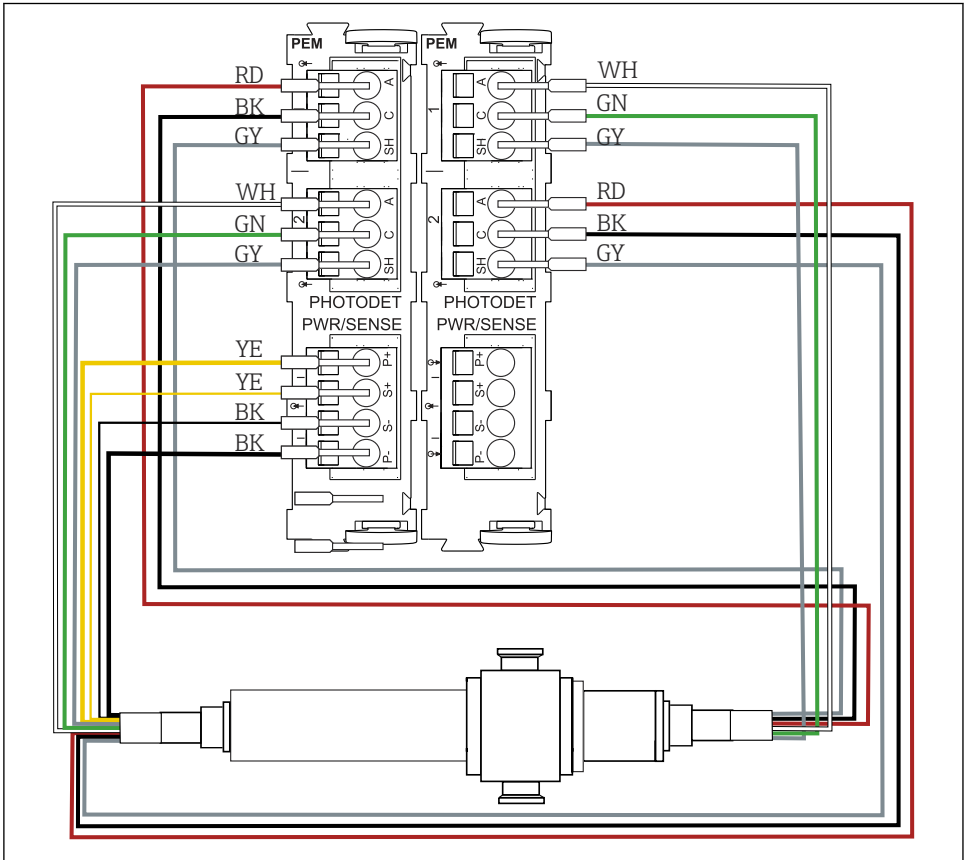 PEM
PEM
RD
A
BK
C
GY
SH
WH
A
GN
2
C
GY
SH
PHOTODET
PWR/SENSE
YE
P+
YE
S+
BK
S-
BK
P-
A
WH
1
C
GN
SH
GY
A
RD
2
C
BK
SH
GY
PHOTODET
PWR/SENSE
P+
S+
S-
P-